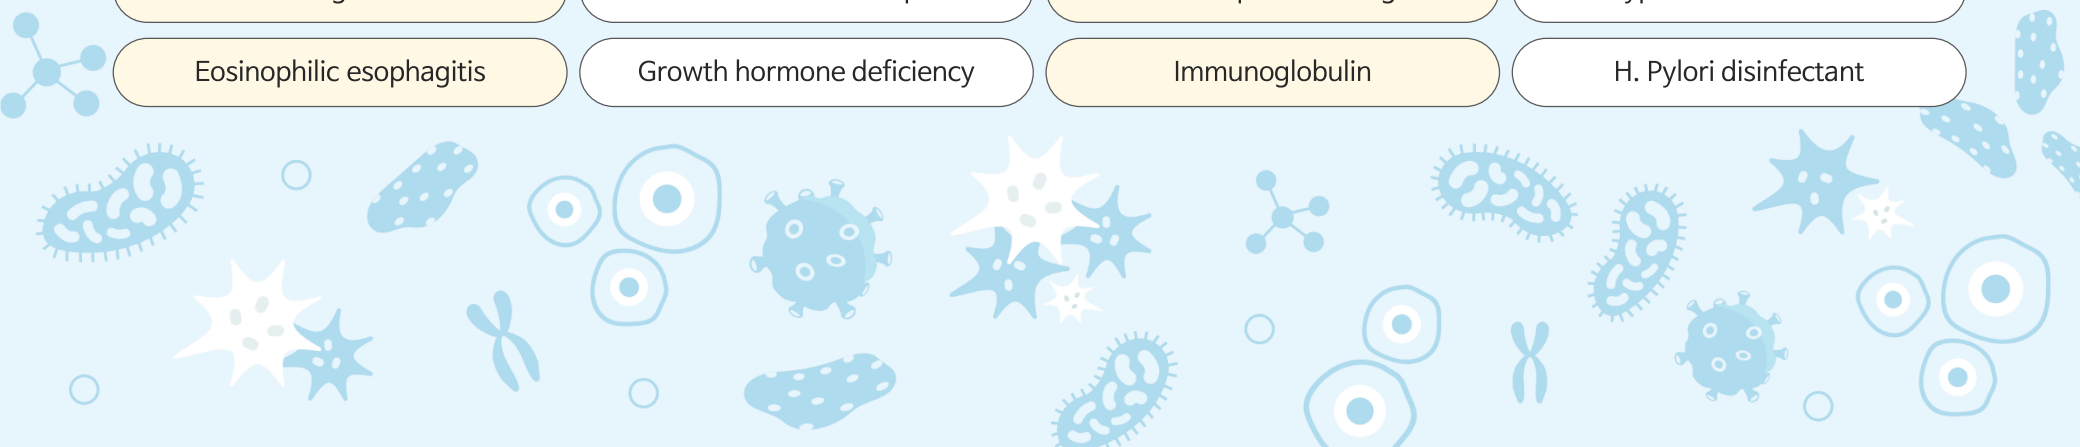 Eosinophilic esophagitis
Growth hormone deficiency
Immunoglobulin
H. Pylori disinfectant